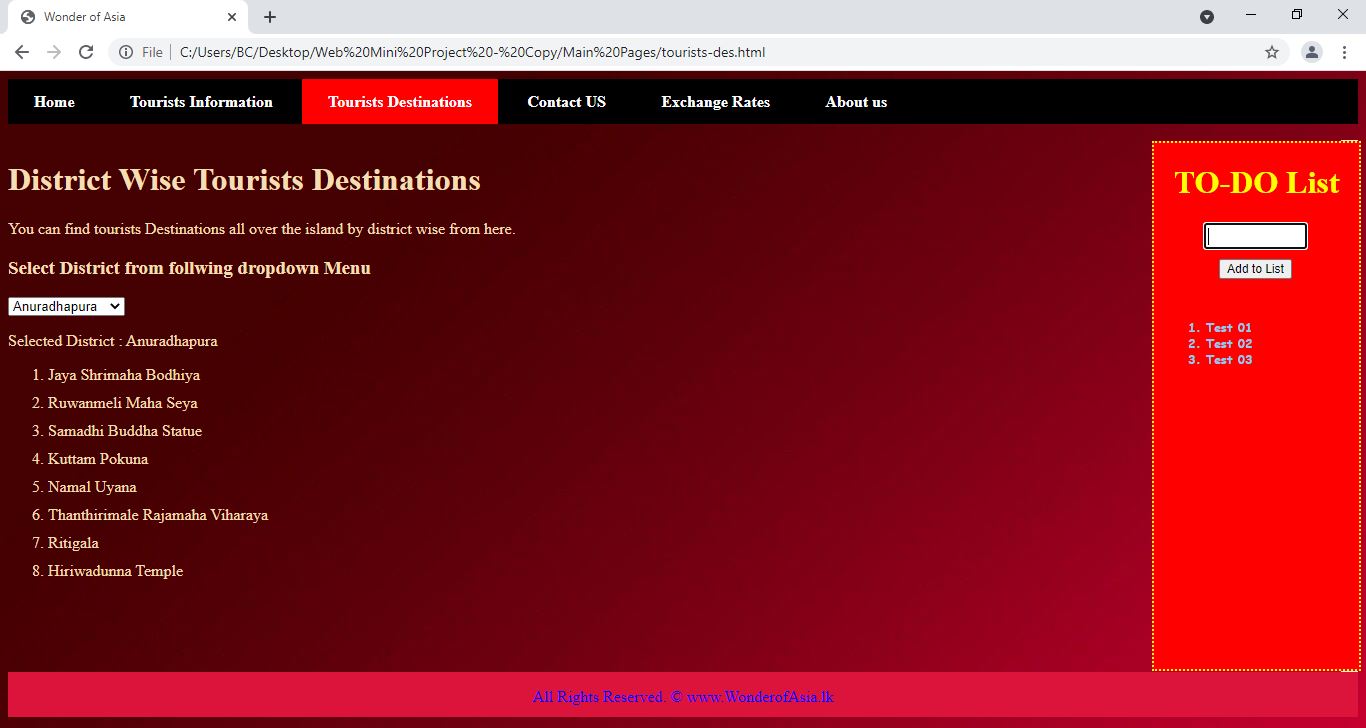 Wonder of Asia
File | C:/Users/BC/Desktop/Web%20Mini%20Project%20-%20Copy/Main%20Pages/tourists-des.html
Home Tourists Information Tourists Destinations Contact US Exchange Rates About us
District Wise Tourists Destinations
You can find tourists Destinations all over the island by district wise from here.
Select District from follwing dropdown Menu
Anuradhapura
Selected District : Anuradhapura
1. Jaya Shrimaha Bodhiya
2. Ruwanmeli Maha Seya
3. Samadhi Buddha Statue
4. Kuttam Pokuna
5. Namal Uyana
6. Thanthirimale Rajamaha Viharaya
7. Ritigala
8. Hiriwadunna Temple
TO-DO List
Add to List
1. Test 01
2. Test 02
3. Test 03
All Rights Reserved. © www.WonderofAsia.lk